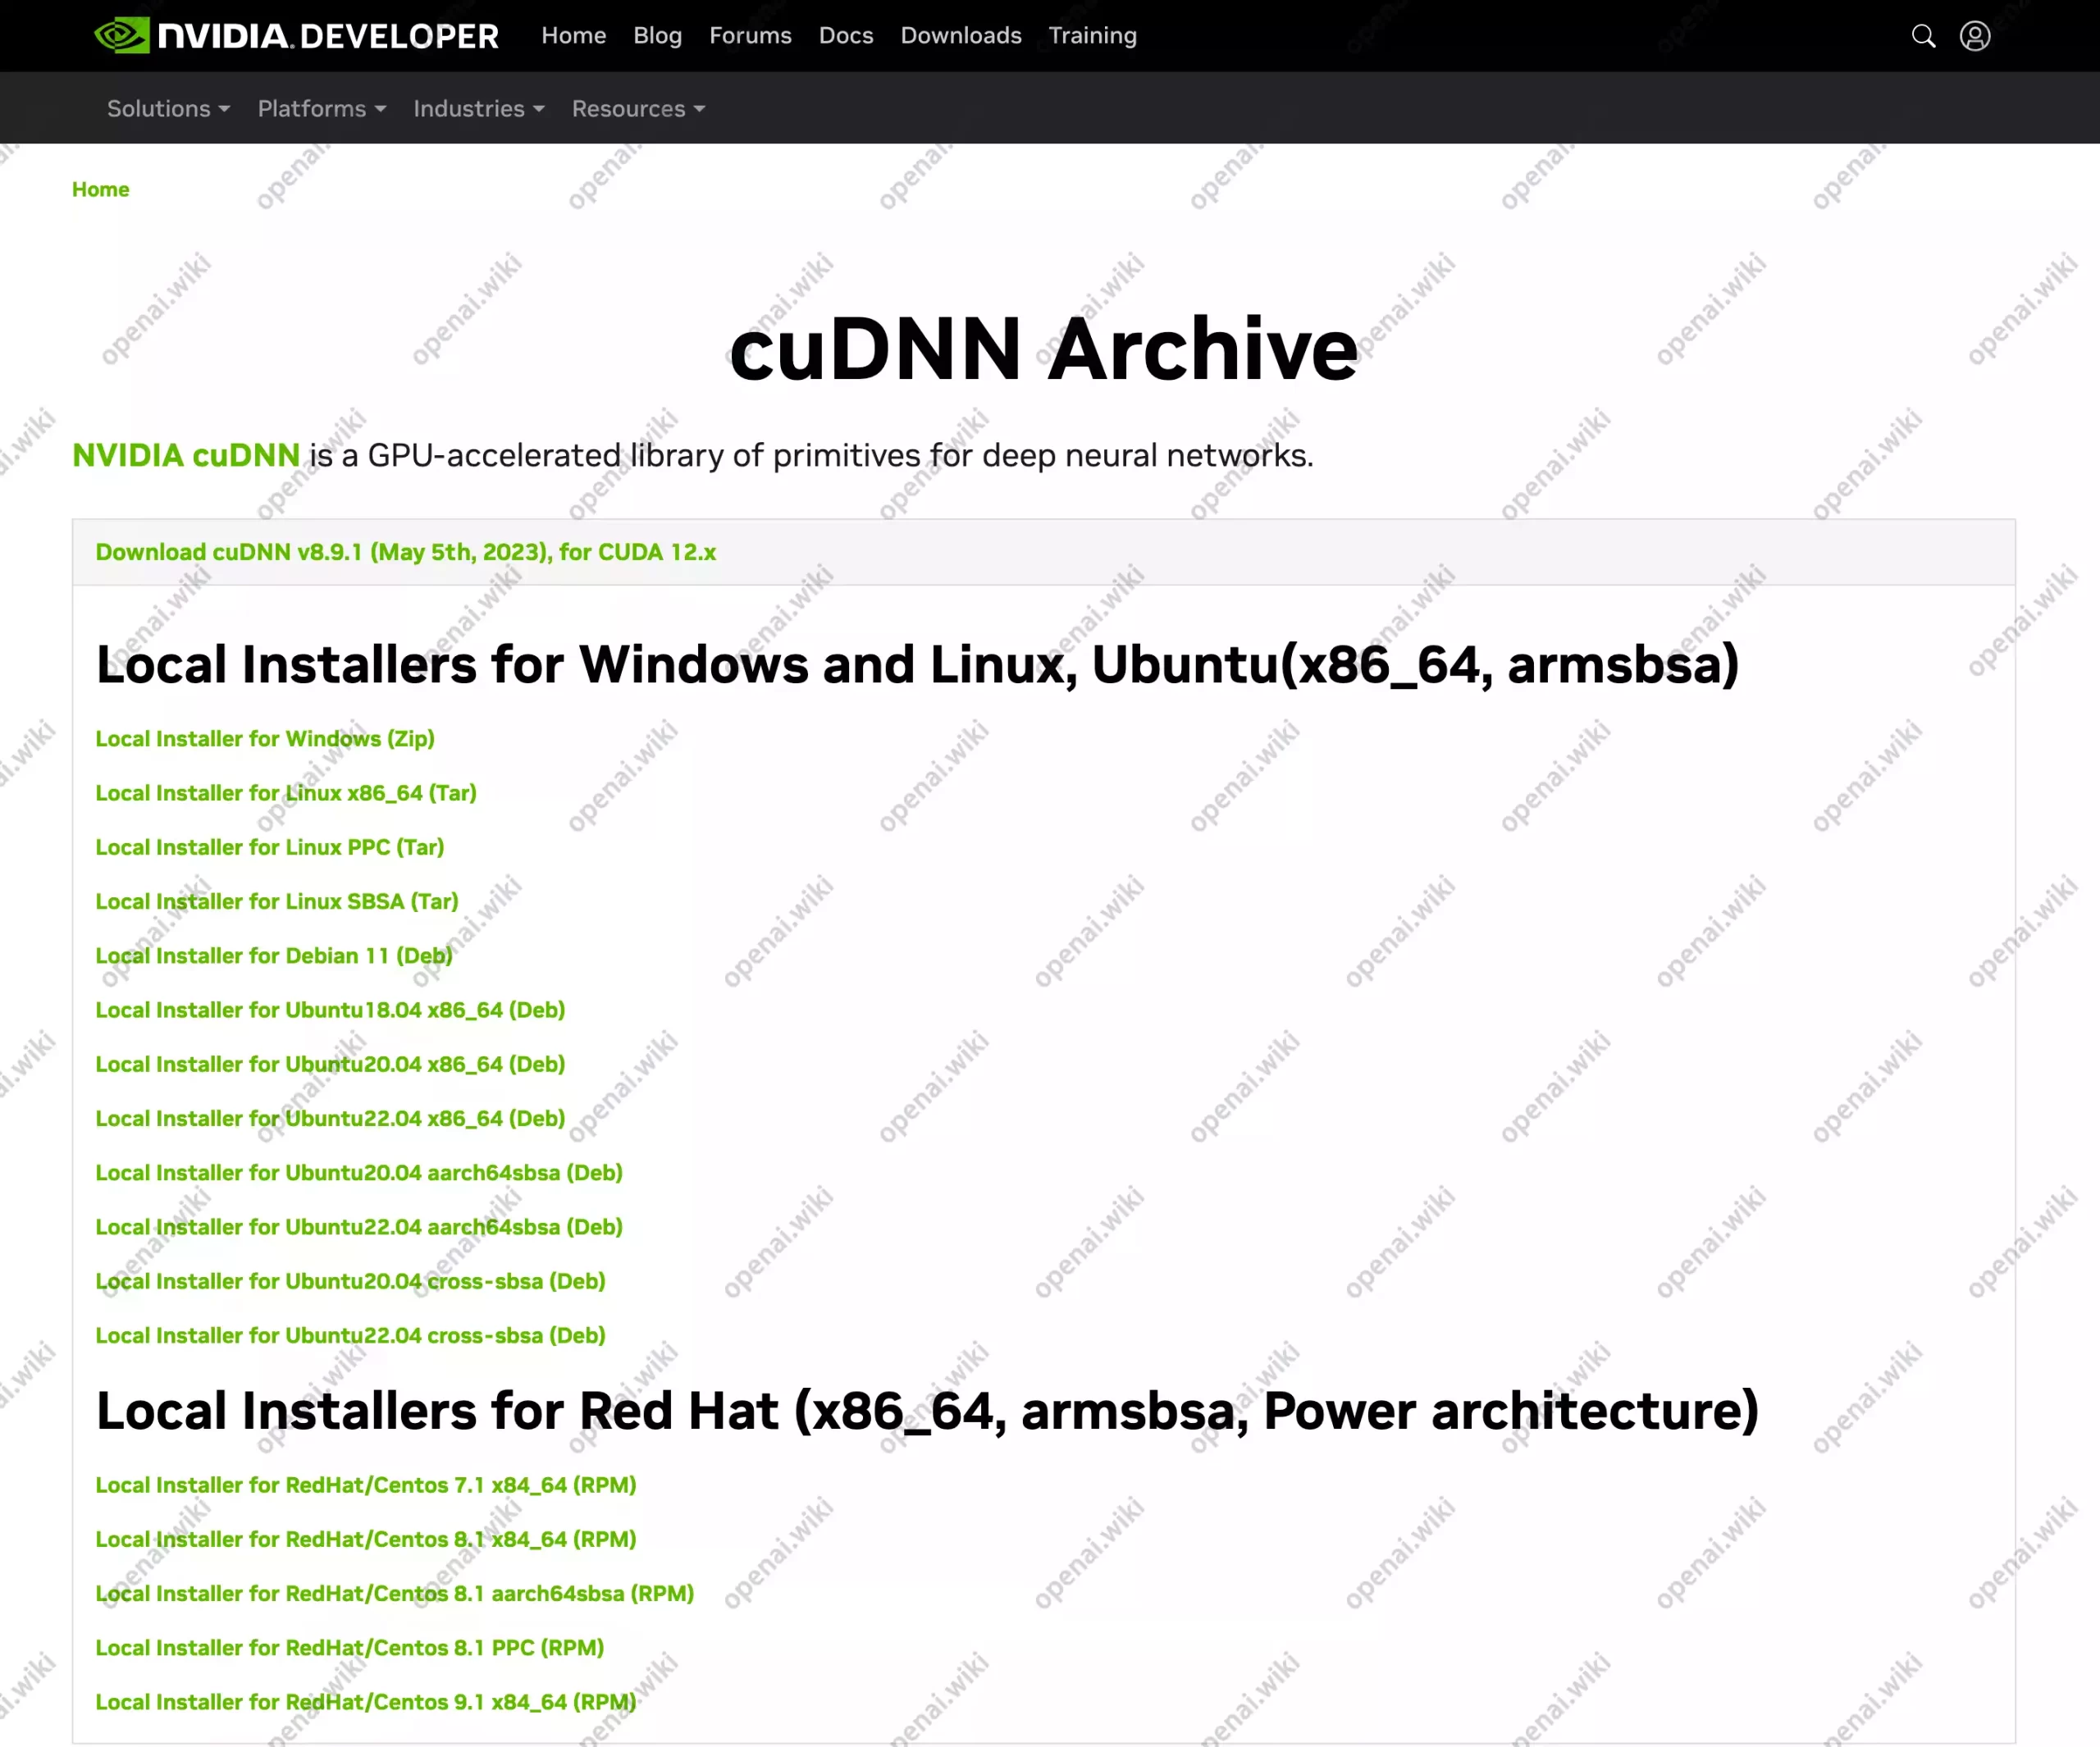 NVIDIA. DEVELOPER Home Blog Forums Docs Downloads Training
Solutions Platforms Industries Resources
Home
cuDNN Archive
NVIDIA cuDNN is a GPU-accelerated library of primitives for deep neural networks.
Download cuDNN v8.9.1 (May 5th, 2023), for CUDA 12.x
Local Installers for Windows and Linux, Ubuntu(x86_64, armsbsa)
Local Installer for Windows (Zip)
Local Installer for Linux x86_64 (Tar)
Local Installer for Linux PPC (Tar)
Local Installer for Linux SBSA (Tar)
Local Installer for Debian 11 (Deb)
Local Installer for Ubuntu18.04 x86_64 (Deb)
Local Installer for Ubuntu20.04 x86_64 (Deb)
Local Installer for Ubuntu22.04 x86_64 (Deb)
Local Installer for Ubuntu20.04 aarch64sbsa (Deb)
Local Installer for Ubuntu22.04 aarch64sbsa (Deb)
Local Installer for Ubuntu20.04 cross-sbsa (Deb)
Local Installer for Ubuntu22.04 cross-sbsa (Deb)
Local Installers for Red Hat (x86_64, armsbsa, Power architecture)
Local Installer for RedHat/Centos 7.1 x84_64 (RPM)
Local Installer for RedHat/Centos 8.1 x84_64 (RPM)
Local Installer for RedHat/Centos 8.1 aarch64sbsa (RPM)
Local Installer for RedHat/Centos 8.1 PPC (RPM)
Local Installer for RedHat/Centos 9.1 x84_64 (RPM)
openai.wiki